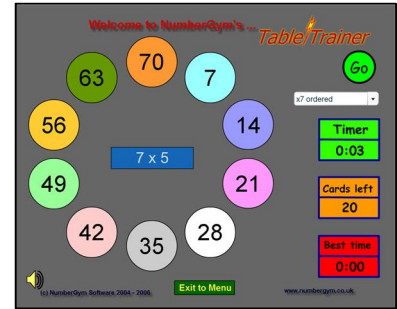 Welcome to NumberGym's ...
Table Trainer
70
63
7
Go
x7 ordered
56
14
Timer
0:03
7 x 5
49
21
Cards left
20
42
35
28
Best time
0:00
Exit to Menu
(c) NumberGym Software 2004 - 2008
www.numbergym.co.uk